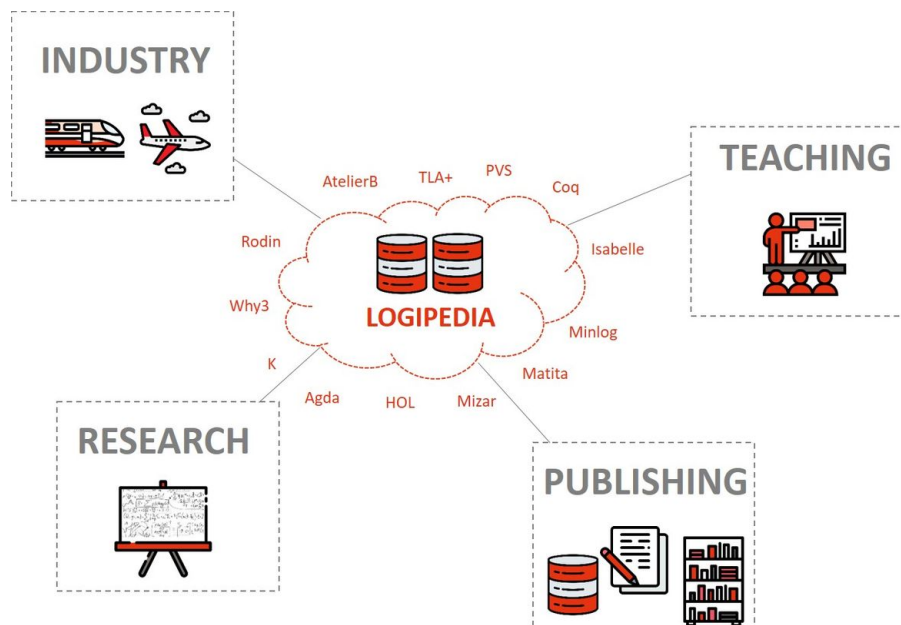 INDUSTRY
TEACHING
AtelierB
TLA+
PVS
Coq
Rodin
Isabelle
Why3
LOGIPEDIA
Minlog
K
Matita
Agda
HOL
Mizar
RESEARCH
PUBLISHING